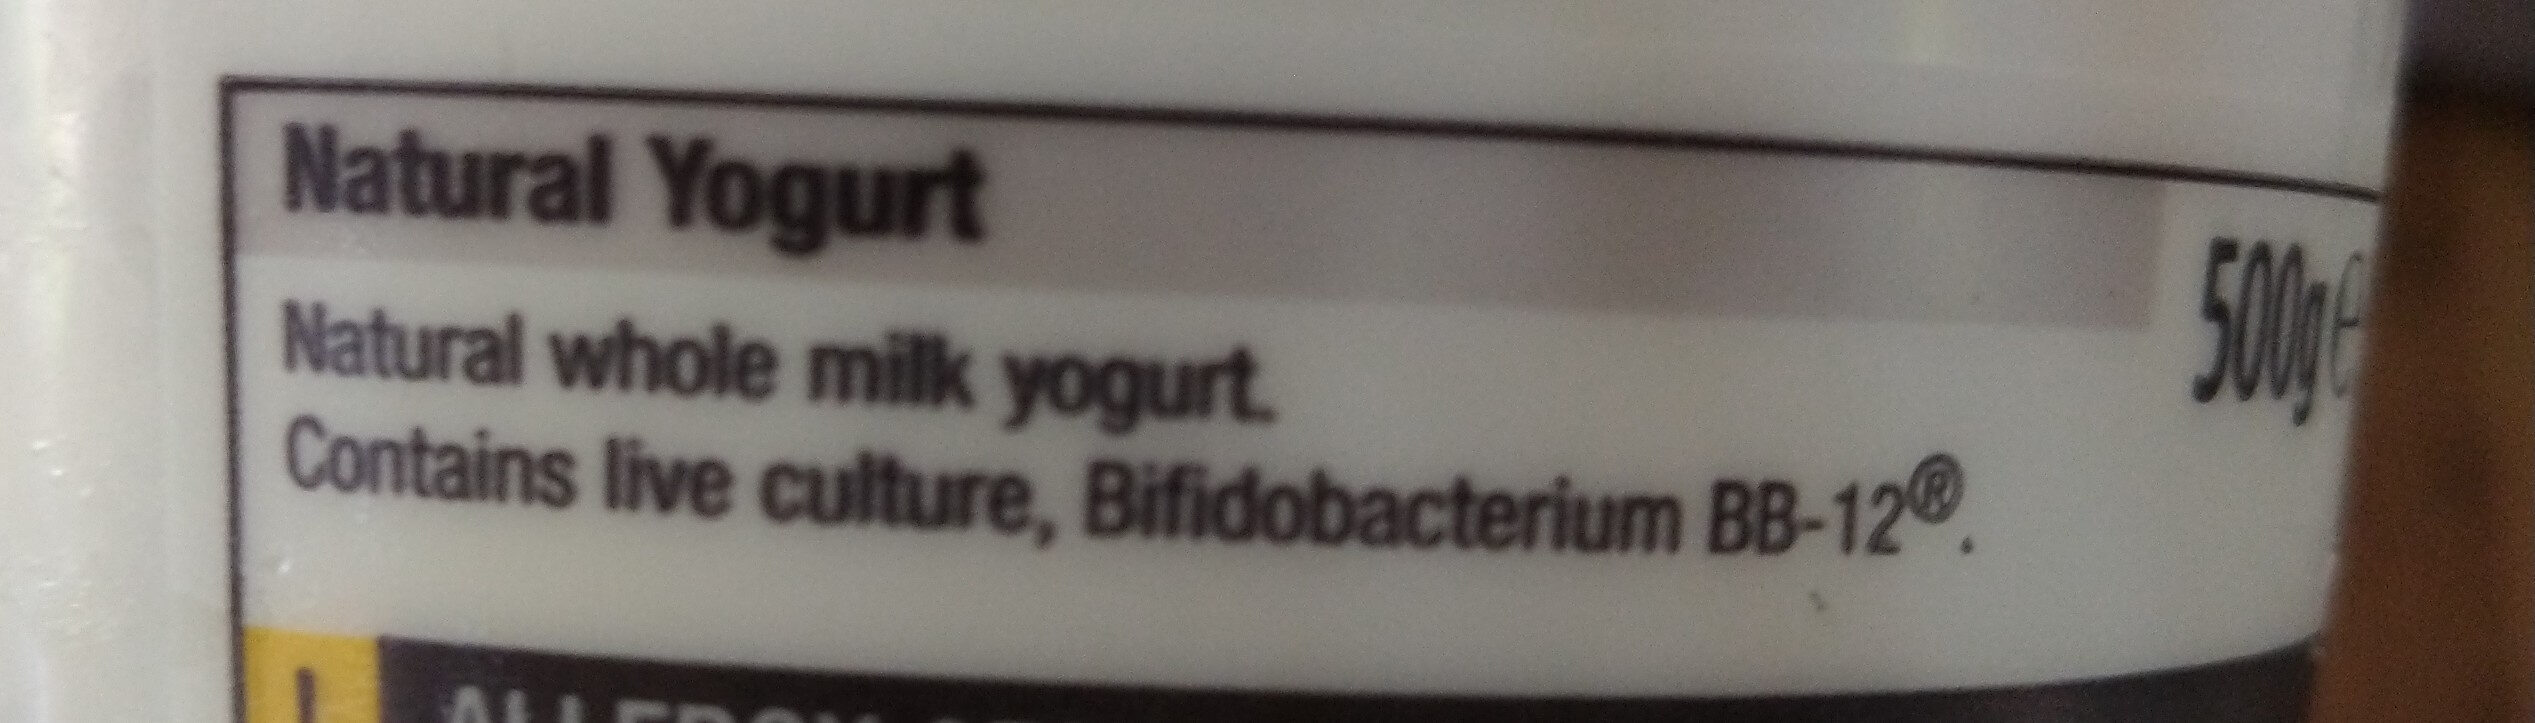 Natural Yogurt
500g ℮
Natural whole milk yogurt.
Contains live culture, Bifidobacterium BB-12®.